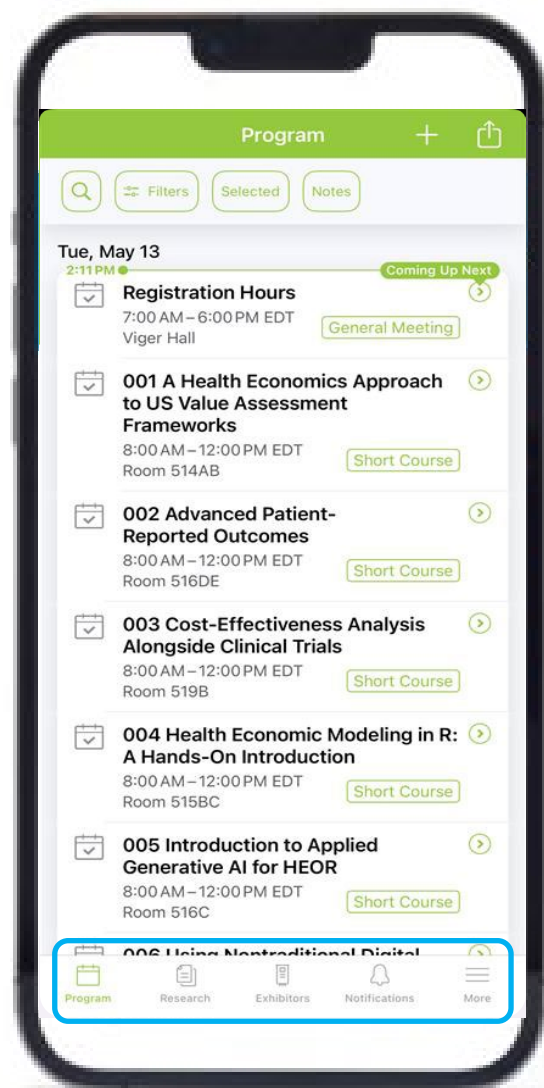 Program
Filters
Selected
Notes
Tue, May 13
2:11 PM
Coming Up Next
Registration Hours
7:00 AM – 6:00 PM EDT
General Meeting
Viger Hall
001 A Health Economics Approach
to US Value Assessment
Frameworks
8:00 AM – 12:00 PM EDT
Short Course
Room 514AB
002 Advanced Patient-
Reported Outcomes
8:00 AM – 12:00 PM EDT
Short Course
Room 516DE
003 Cost-Effectiveness Analysis
Alongside Clinical Trials
8:00 AM – 12:00 PM EDT
Short Course
Room 519B
004 Health Economic Modeling in R:
A Hands-On Introduction
8:00 AM – 12:00 PM EDT
Short Course
Room 515BC
005 Introduction to Applied
Generative AI for HEOR
8:00 AM – 12:00 PM EDT
Short Course
Room 516C
006 Using Nontraditional Digital
Program
Research
Exhibitors
Notifications
More